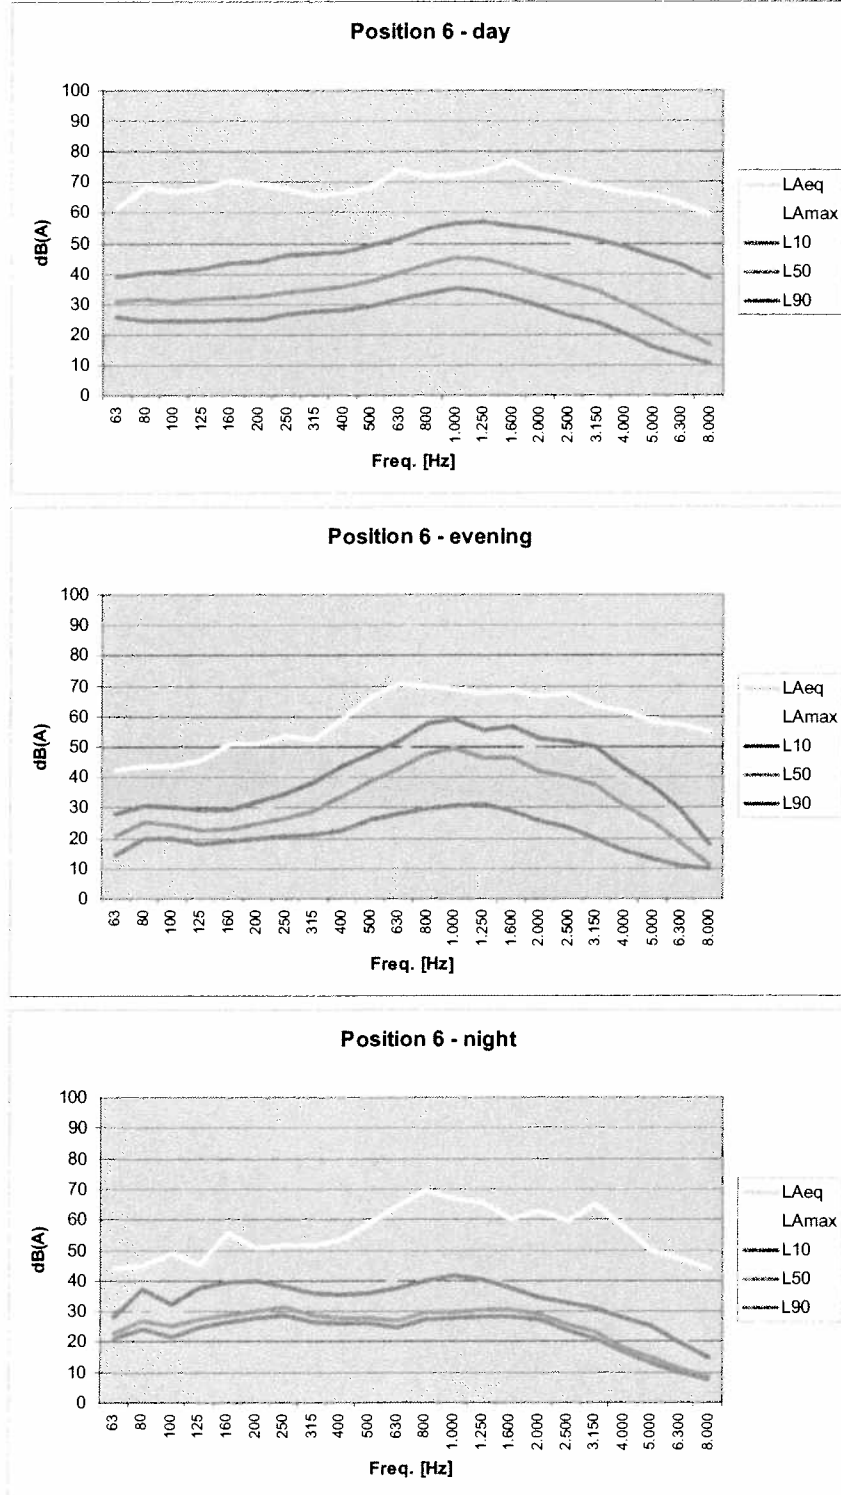 Position 6 - day
100
90
80
70
60
50
40
30
20
10
0
dB(A)
63 80 100 125 160 200 250 315 400 500 630 800 1.000 1.250 1.600 2.000 2.500 3.150 4.000 5.000 6.300 8.000
Freq. [Hz]
LAeq
LAmax
L10
L50
L90
Position 6 - evening
100
90
80
70
60
50
40
30
20
10
0
dB(A)
63 80 100 125 160 200 250 315 400 500 630 800 1.000 1.250 1.600 2.000 2.500 3.150 4.000 5.000 6.300 8.000
Freq. [Hz]
LAeq
LAmax
L10
L50
L90
Position 6 - night
100
90
80
70
60
50
40
30
20
10
0
dB(A)
63 80 100 125 160 200 250 315 400 500 630 800 1.000 1.250 1.600 2.000 2.500 3.150 4.000 5.000 6.300 8.000
Freq. [Hz]
LAeq
LAmax
L10
L50
L90